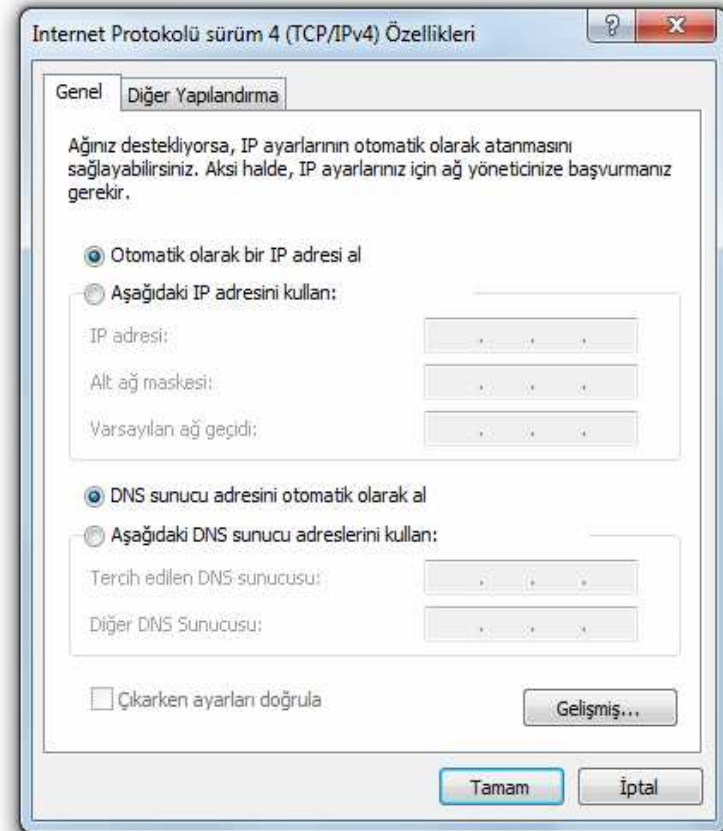 Internet Protokolü sürüm 4 (TCP/IPv4) Özellikleri
Genel
Diğer Yapılandırma
Ağınız destekliyorsa, IP ayarlarının otomatik olarak atanmasını
sağlayabilirsiniz. Aksi halde, IP ayarlarınız için ağ yöneticinize başvurmanız
gerekir.
Otomatik olarak bir IP adresi al
Aşağıdaki IP adresini kullan:
IP adresi:
Alt ağ maskesi:
Varsayılan ağ geçidi:
DNS sunucu adresini otomatik olarak al
Aşağıdaki DNS sunucu adreslerini kullan:
Tercih edilen DNS sunucusu:
Diğer DNS Sunucusu:
Çıkarken ayarları doğrula
Gelişmiş...
Tamam
İptal